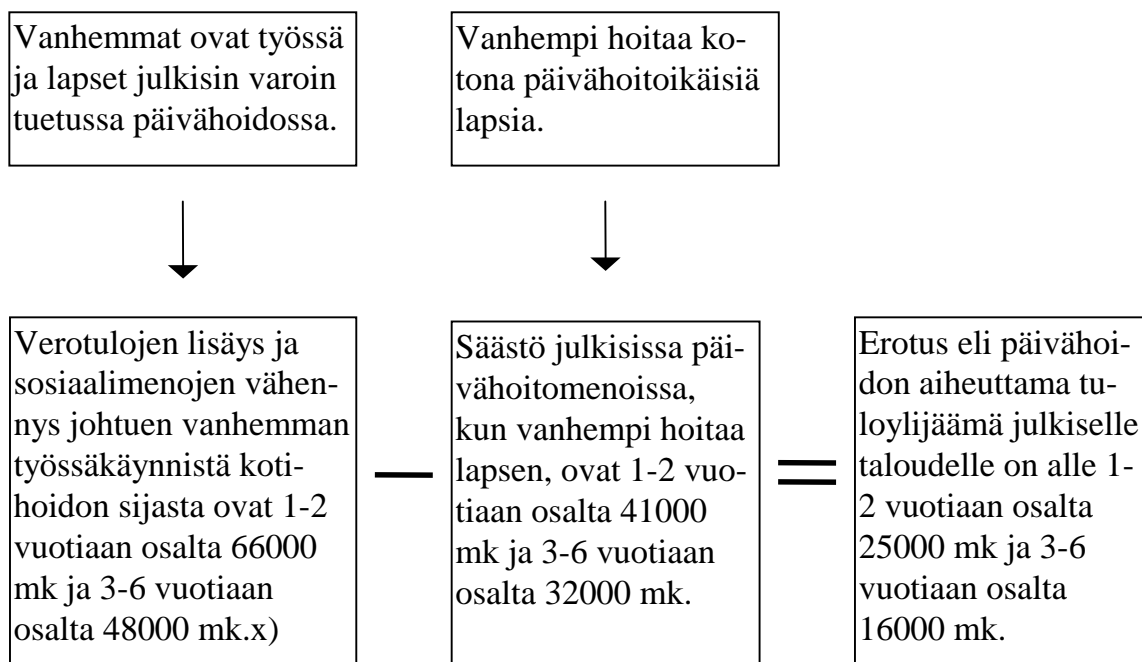 Vanhemmat ovat työssä
ja lapset julkisin varoin
tuetussa päivähoidossa.
Vanhempi hoitaa ko-
tona päivähoitoikäisiä
lapsia.
Verotulojen lisäys ja
sosiaalimenojen vähen-
nys johtuen vanhemman
työssäkäynnistä koti-
hoidon sijasta ovat 1-2
vuotiaan osalta 66000
mk ja 3-6 vuotiaan
osalta 48000 mk.x)
Säästö julkisissa päi-
vähoitomenoissa,
kun vanhempi hoitaa
lapsen, ovat 1-2 vuo-
tiaan osalta 41000
mk ja 3-6 vuotiaan
osalta 32000 mk.
Erotus eli päivähoi-
don aiheuttama tu-
loylijäämä julkiselle
taloudelle on alle 1-
2 vuotiaan osalta
25000 mk ja 3-6
vuotiaan osalta
16000 mk.